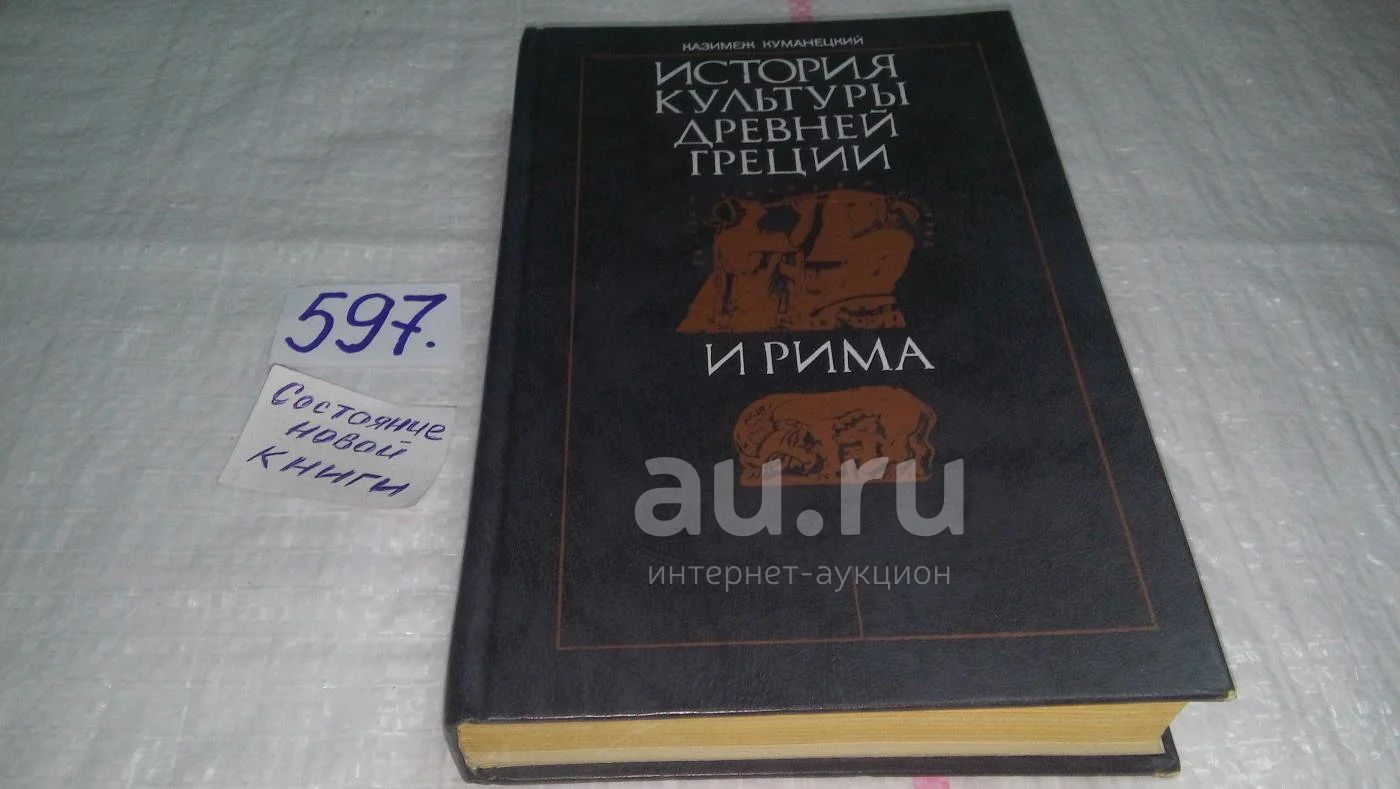 КАЗИМЕЖ КУМАНЕЦКИЙ
ИСТОРИЯ
КУЛЬТУРЫ
ДРЕВНЕЙ
ГРЕЦИИ
И РИМА
597.
Состояние
новой
книги
au.ru
интернет-аукцион